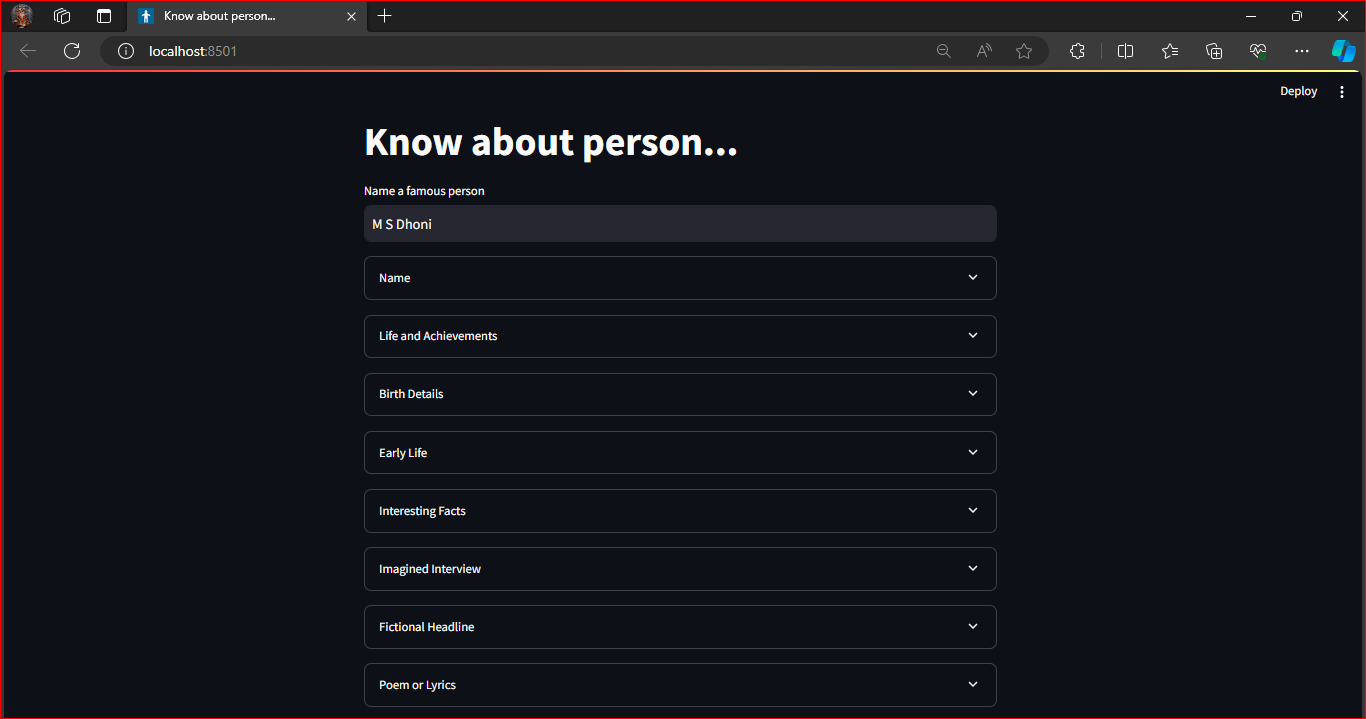 Know about person...
localhost:8501
Deploy
Know about person...
Name a famous person
M S Dhoni
Name
Life and Achievements
Birth Details
Early Life
Interesting Facts
Imagined Interview
Fictional Headline
Poem or Lyrics